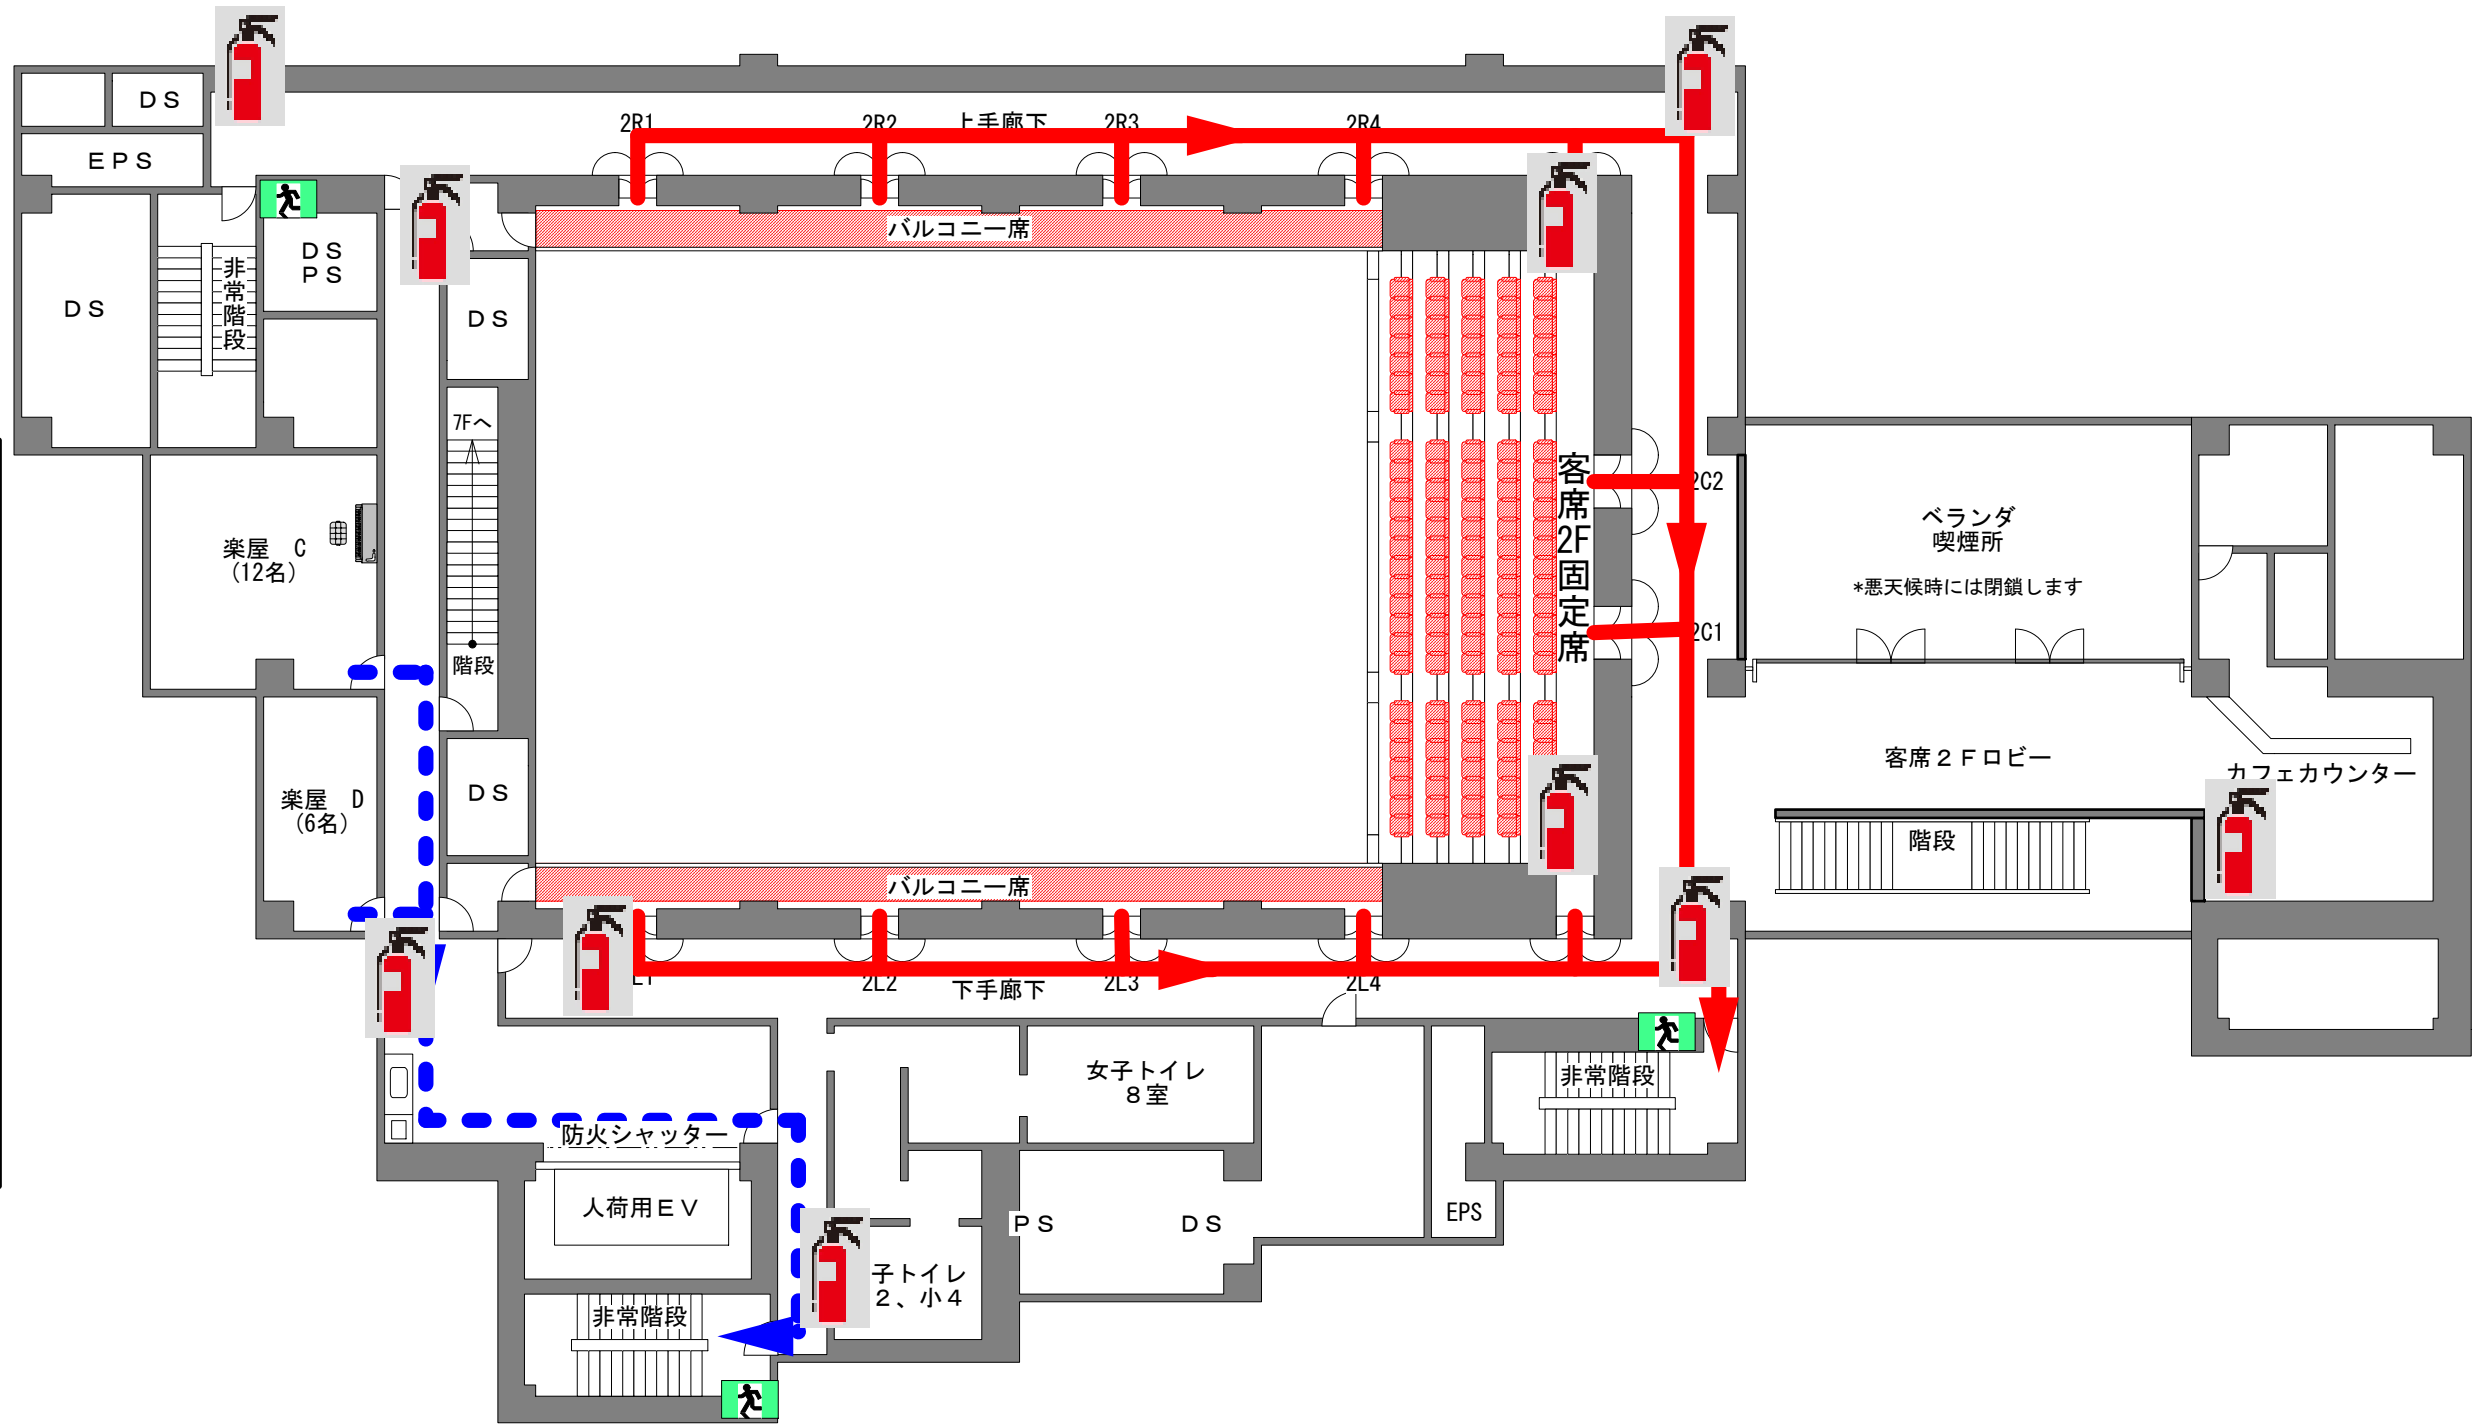 ＤＳ
ＥＰＳ
2R1
2R2
上手廊下
2R3
2R4
バルコニー席
ＤＳ
ＰＳ
非常階段
ＤＳ
ＤＳ
7Fへ
階段
楽屋　C
(12名)
客席2F固定席
2C2
2C1
ベランダ
喫煙所
*悪天候時には閉鎖します
楽屋　D
(6名)
ＤＳ
客席２Ｆロビー
カフェカウンター
階段
バルコニー席
L1
2L2
下手廊下
2L3
2L4
女子トイレ
８室
非常階段
防火シャッター
人荷用ＥＶ
ＰＳ
ＤＳ
EPS
子トイレ
２、小４
非常階段